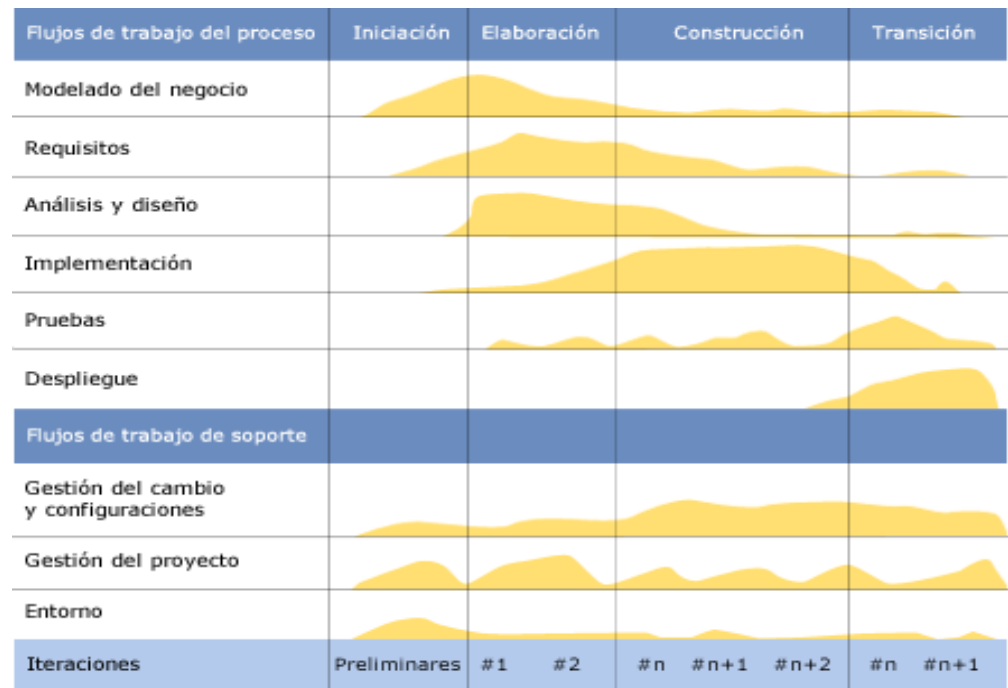 Flujos de trabajo del proceso Iniciación Elaboración Construcción Transición
Modelado del negocio
Requisitos
Análisis y diseño
Implementación
Pruebas
Despliegue
Flujos de trabajo de soporte
Gestión del cambio
y configuraciones
Gestión del proyecto
Entorno
Iteraciones Preliminares #1 #2 #n #n+1 #n+2 #n #n+1